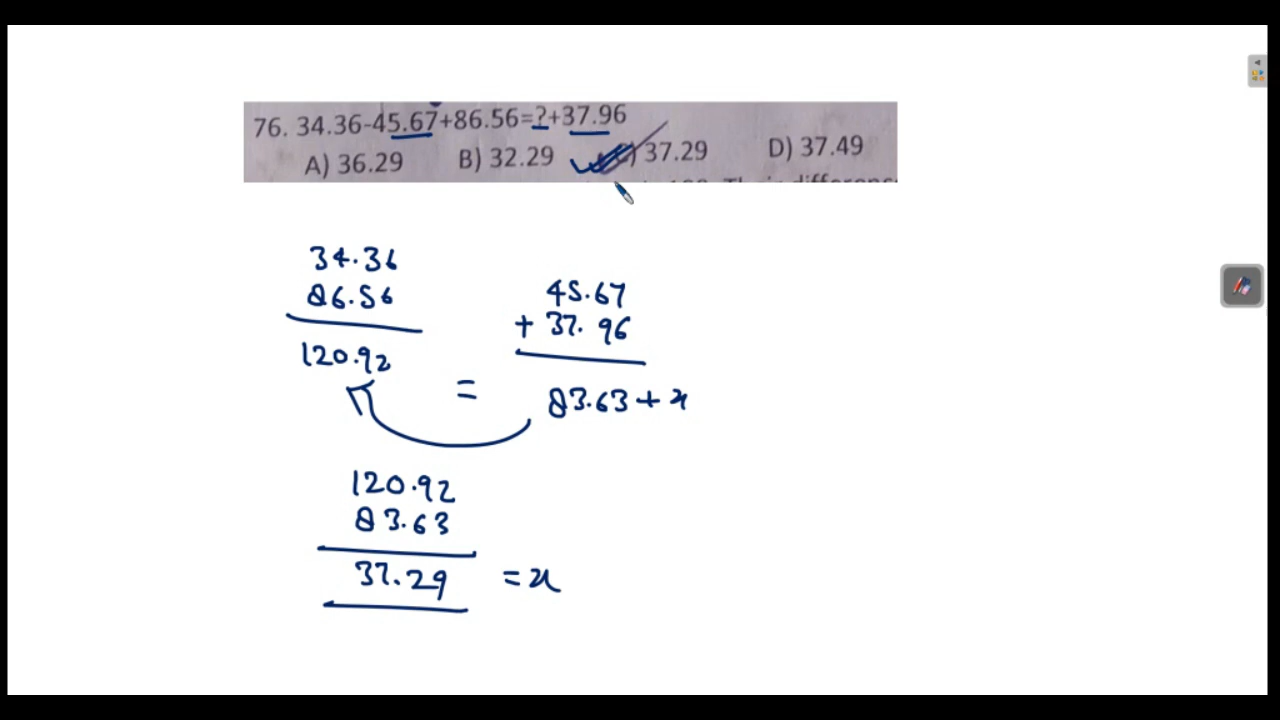 76. 34.36-45.67+86.56=?+37.96
A) 36.29 B) 32.29 C) 37.29 D) 37.49
34.36
86.56
120.92
45.67
+ 37.96
= 83.63 + x
120.92
83.63
37.29 = x